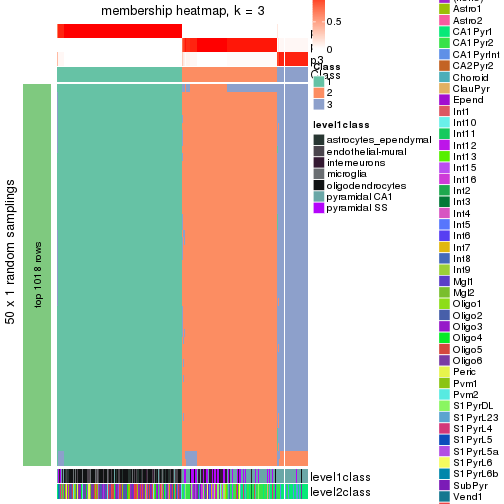 membership heatmap, k = 3
50 x 1 random samplings
top 1018 rows
0.5
0
p3
Class
Class
1
2
3
level1class
astrocytes_ependymal
endothelial-mural
interneurons
microglia
oligodendrocytes
pyramidal CA1
pyramidal SS
level1class
level2class
Astro1
Astro2
CA1Pyr1
CA1Pyr2
CA1PyrInt
CA2Pyr2
Choroid
ClauPyr
Epend
Int1
Int10
Int11
Int12
Int13
Int15
Int16
Int2
Int3
Int4
Int5
Int6
Int7
Int8
Int9
Mgl1
Mgl2
Oligo1
Oligo2
Oligo3
Oligo4
Oligo5
Oligo6
Peric
Pvm1
Pvm2
S1PyrDL
S1PyrL23
S1PyrL4
S1PyrL5
S1PyrL5a
S1PyrL6
S1PyrL6b
SubPyr
Vend1